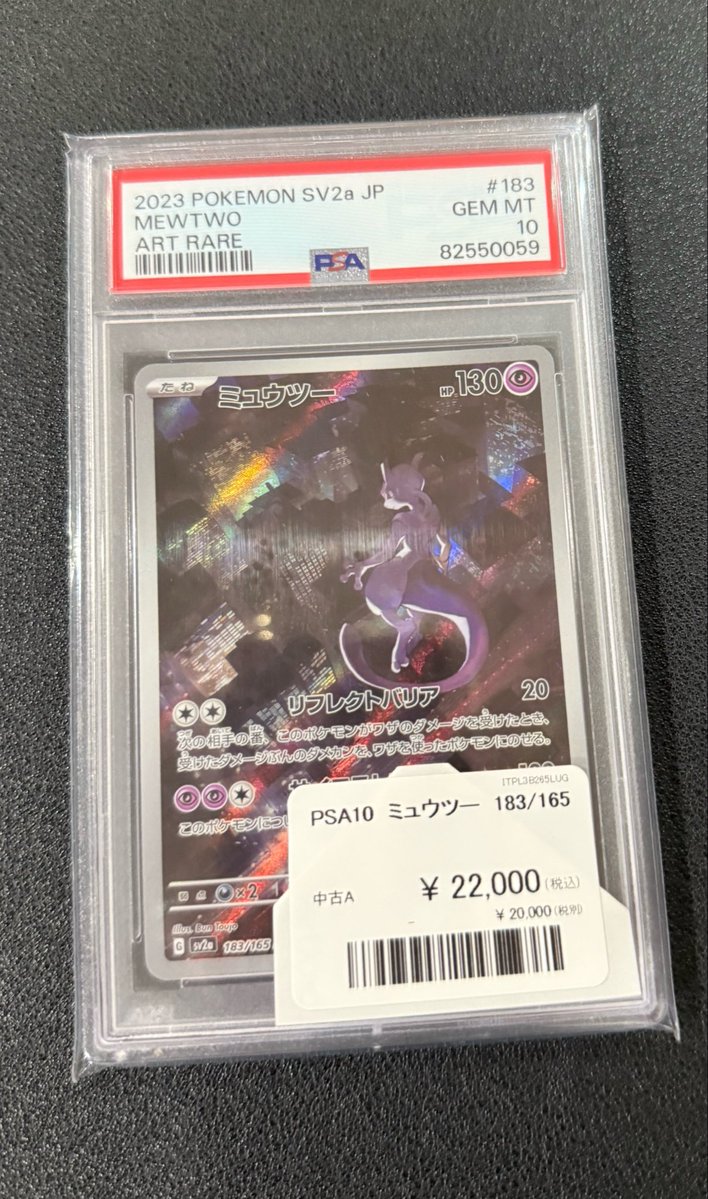 2023 POKEMON SV2a JP #183
MEWTWO GEM MT
ART RARE 10
PSA 82550059
たね ミュウツー HP 130
リフレクトバリア 20
次の相手の番、このポケモンがワザのダメージを受けたとき、
受けたダメージぶんのダメカンを、ワザを使ったポケモンにのせる。
このポケモンにつ
弱点 ×2
Illus. Bun Toujo
G SV2a 183/165
ITPL3B265LUG
PSA10 ミュウツー 183/165
中古A ¥ 22,000(税込)
¥ 20,000(税別)